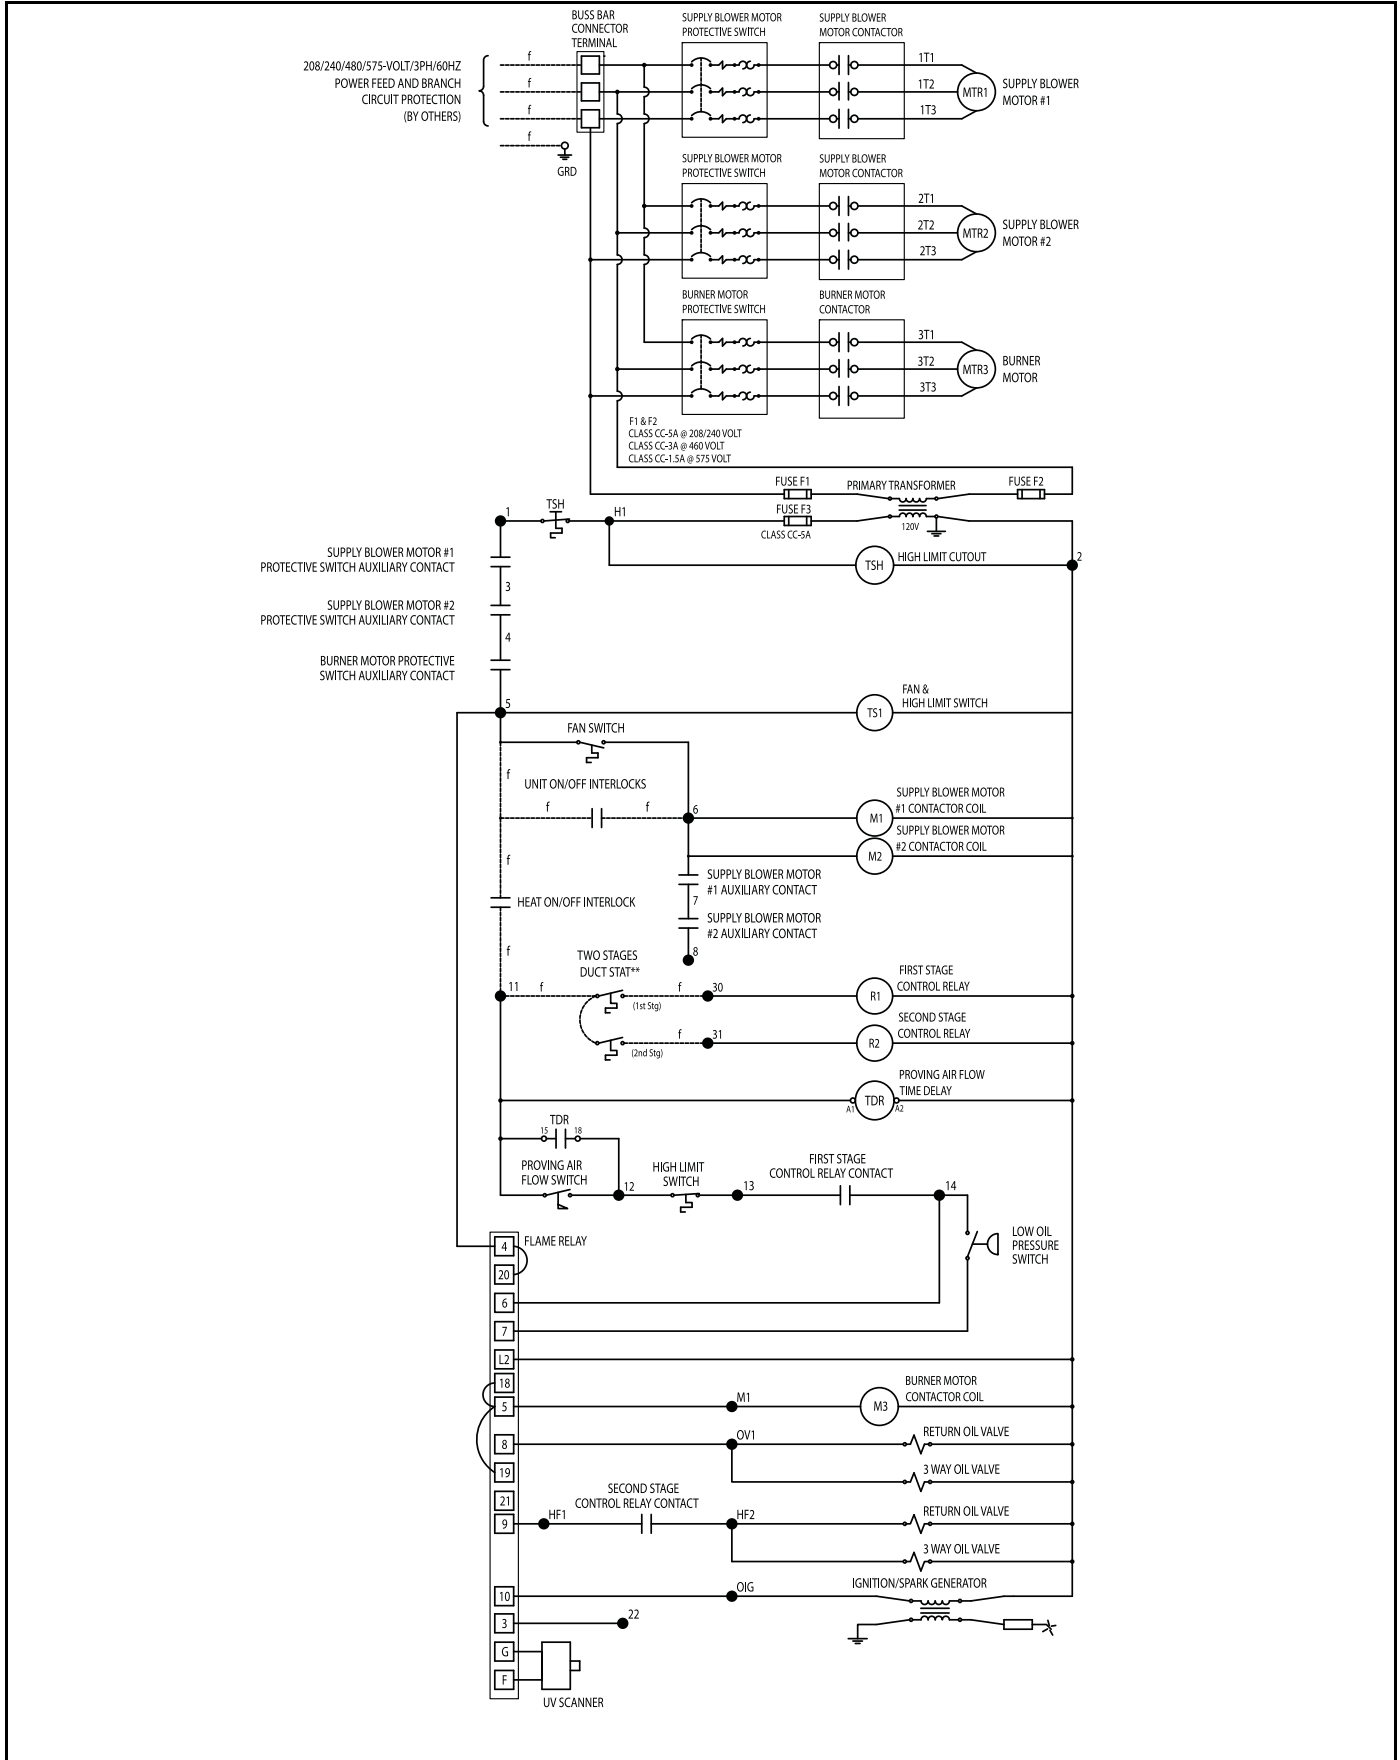 BUSS BAR
CONNECTOR
TERMINAL
SUPPLY BLOWER MOTOR
PROTECTIVE SWITCH
SUPPLY BLOWER
MOTOR CONTACTOR
208/240/480/575-VOLT/3PH/60HZ
POWER FEED AND BRANCH
CIRCUIT PROTECTION
(BY OTHERS)
f
f
f
f
GRD
1T1
1T2
1T3
MTR1
SUPPLY BLOWER
MOTOR #1
SUPPLY BLOWER MOTOR
PROTECTIVE SWITCH
SUPPLY BLOWER
MOTOR CONTACTOR
2T1
2T2
2T3
MTR2
SUPPLY BLOWER
MOTOR #2
BURNER MOTOR
PROTECTIVE SWITCH
BURNER MOTOR
CONTACTOR
3T1
3T2
3T3
MTR3
BURNER
MOTOR
F1 & F2
CLASS CC-5A @ 208/240 VOLT
CLASS CC-3A @ 460 VOLT
CLASS CC-1.5A @ 575 VOLT
FUSE F1
PRIMARY TRANSFORMER
FUSE F2
1
TSH
H1
FUSE F3
CLASS CC-5A
120V
TSH
HIGH LIMIT CUTOUT
2
SUPPLY BLOWER MOTOR #1
PROTECTIVE SWITCH AUXILIARY CONTACT
3
SUPPLY BLOWER MOTOR #2
PROTECTIVE SWITCH AUXILIARY CONTACT
4
BURNER MOTOR PROTECTIVE
SWITCH AUXILIARY CONTACT
5
TS1
FAN &
HIGH LIMIT SWITCH
FAN SWITCH
f
UNIT ON/OFF INTERLOCKS
f
f
6
M1
SUPPLY BLOWER MOTOR
#1 CONTACTOR COIL
M2
SUPPLY BLOWER MOTOR
#2 CONTACTOR COIL
f
SUPPLY BLOWER MOTOR
#1 AUXILIARY CONTACT
7
HEAT ON/OFF INTERLOCK
SUPPLY BLOWER MOTOR
#2 AUXILIARY CONTACT
8
f
TWO STAGES
DUCT STAT**
11
f
(1st Stg)
f
30
R1
FIRST STAGE
CONTROL RELAY
(2nd Stg)
f
31
R2
SECOND STAGE
CONTROL RELAY
A1
TDR
A2
PROVING AIR FLOW
TIME DELAY
TDR
15
18
PROVING AIR
FLOW SWITCH
12
HIGH LIMIT
SWITCH
13
FIRST STAGE
CONTROL RELAY CONTACT
14
LOW OIL
PRESSURE
SWITCH
4
FLAME RELAY
20
6
7
L2
18
5
M1
M3
BURNER MOTOR
CONTACTOR COIL
8
OV1
RETURN OIL VALVE
19
3 WAY OIL VALVE
21
SECOND STAGE
CONTROL RELAY CONTACT
9
HF1
HF2
RETURN OIL VALVE
3 WAY OIL VALVE
10
OIG
IGNITION/SPARK GENERATOR
3
22
G
F
UV SCANNER